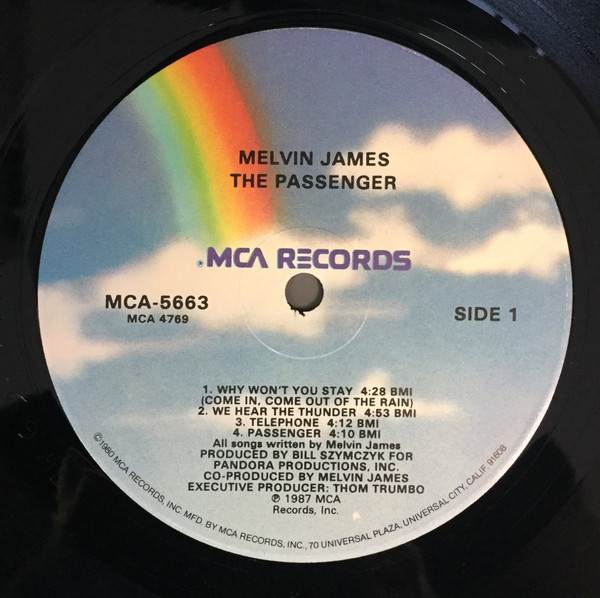 MELVIN JAMES
THE PASSENGER
MCA RECORDS
MCA-5663
MCA 4769
SIDE 1
1. WHY WON'T YOU STAY 4:28 BMI
(COME IN, COME OUT OF THE RAIN)
2. WE HEAR THE THUNDER 4:53 BMI
3. TELEPHONE 4:12 BMI
4. PASSENGER 4:10 BMI
All songs written by Melvin James
PRODUCED BY BILL SZYMCZYK FOR
PANDORA PRODUCTIONS, INC.
CO-PRODUCED BY MELVIN JAMES
EXECUTIVE PRODUCER: THOM TRUMBO
℗ 1987 MCA
Records, Inc.
©1980 MCA RECORDS, INC. MFD. BY MCA RECORDS, INC., 70 UNIVERSAL PLAZA, UNIVERSAL CITY, CALIF. 91608